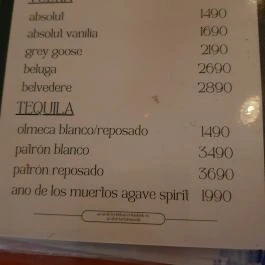 absolut 1490
absolut vanilia 1690
grey goose 2190
beluga 2690
belvedere 2890
TEQUILA
olmeca blanco/reposado 1490
patrón blanco 3490
patrón reposado 3690
ano de los muertos agave spirit 1990